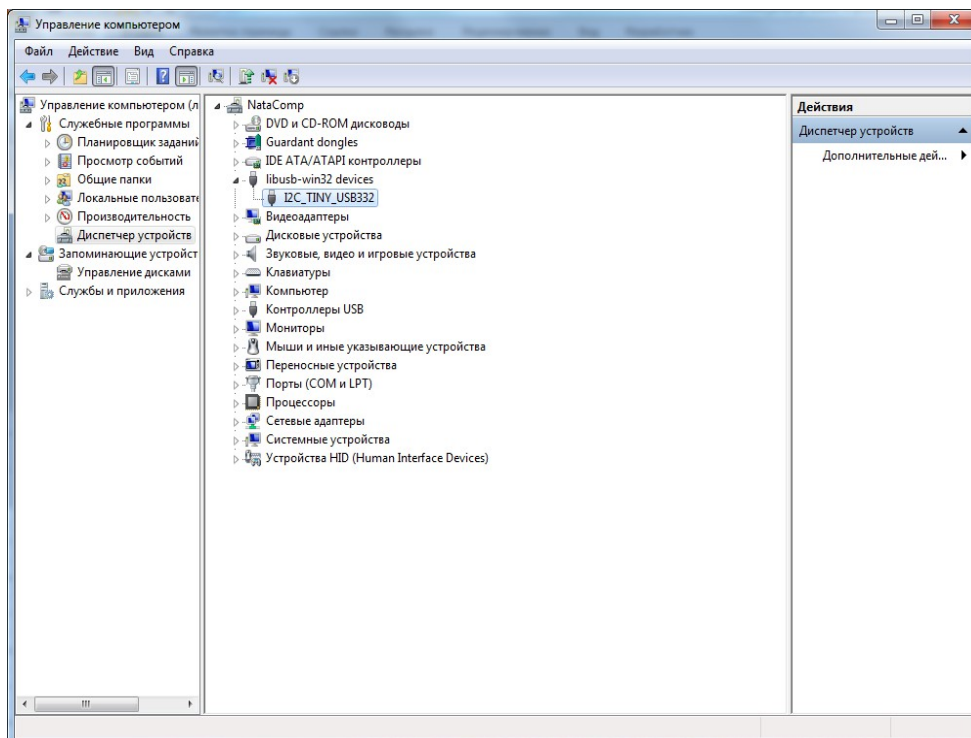 Управление компьютером
Файл Действие Вид Справка
Управление компьютером (л
Служебные программы
Планировщик заданий
Просмотр событий
Общие папки
Локальные пользовате
Производительность
Диспетчер устройств
Запоминающие устройст
Управление дисками
Службы и приложения
NataComp
DVD и CD-ROM дисководы
Guardant dongles
IDE ATA/ATAPI контроллеры
libusb-win32 devices
I2C_TINY_USB332
Видеоадаптеры
Дисковые устройства
Звуковые, видео и игровые устройства
Клавиатуры
Компьютер
Контроллеры USB
Мониторы
Мыши и иные указывающие устройства
Переносные устройства
Порты (COM и LPT)
Процессоры
Сетевые адаптеры
Системные устройства
Устройства HID (Human Interface Devices)
Действия
Диспетчер устройств
Дополнительные дей...